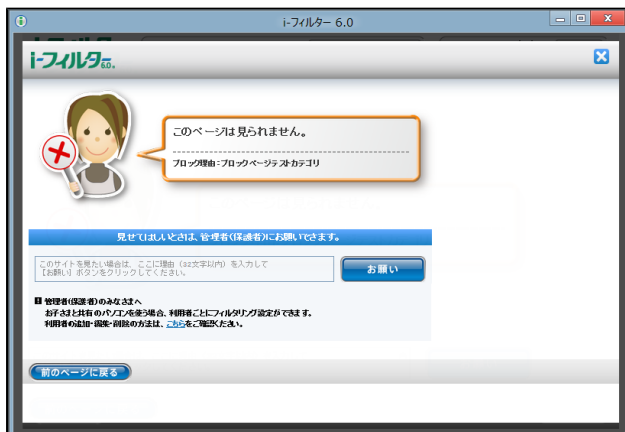 i-フィルター 6.0
i-フィルター 6.0.
このページは見られません。
ブロック理由:ブロックページテストカテゴリ
見せてほしいときは、管理者(保護者)にお願いできます。
このサイトを見たい場合は、ここに理由(32文字以内)を入力して
【お願い】ボタンをクリックしてください。
お願い
管理者(保護者)のみなさまへ
お子さまと共有のパソコンを使う場合、利用者ごとにフィルタリング設定ができます。
利用者の追加・編集・削除の方法は、こちらをご確認ください。
前のページに戻る